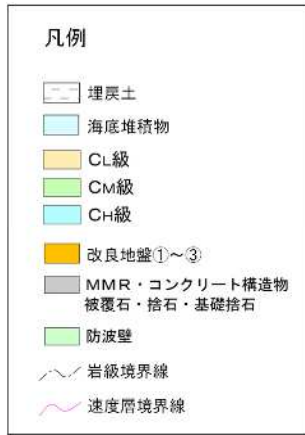 凡例
埋戻土
海底堆積物
CL級
CM級
CH級
改良地盤①～③
MMR・コンクリート構造物
被覆石・捨石・基礎捨石
防波壁
岩級境界線
速度層境界線